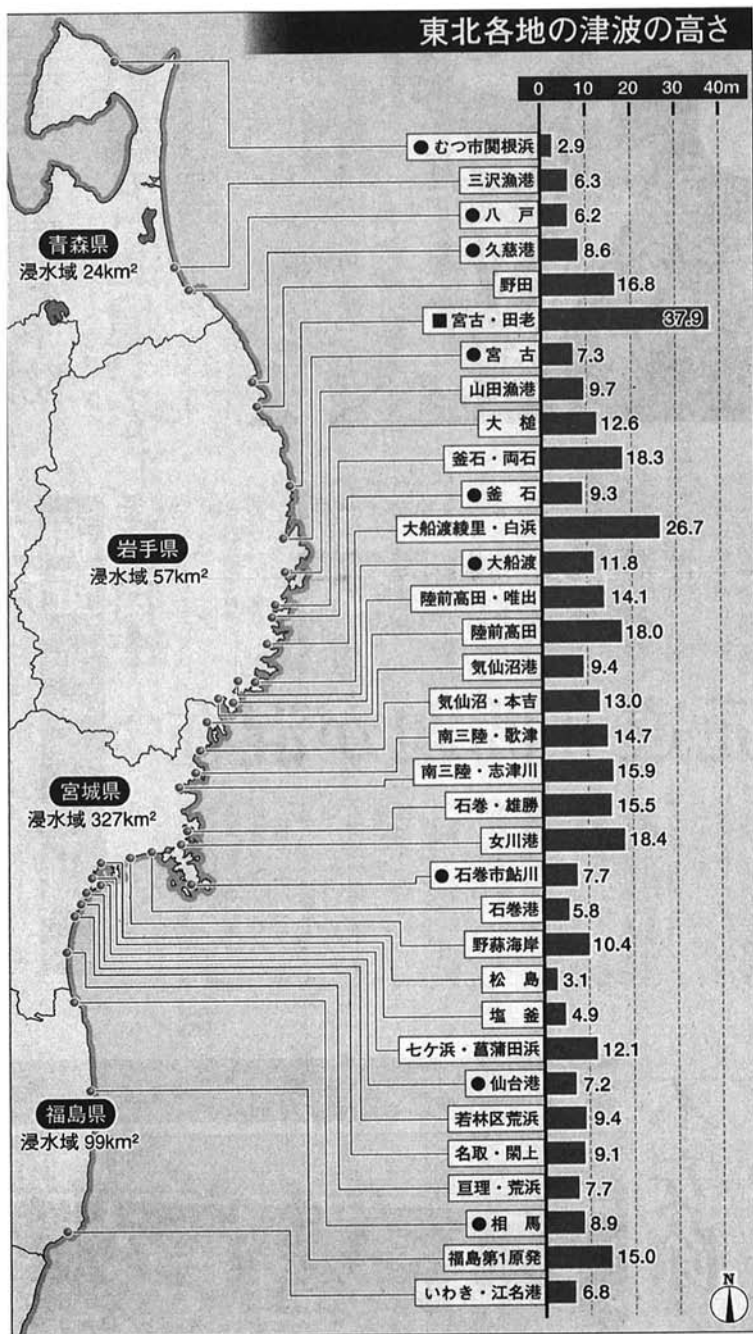 東北各地の津波の高さ
0 10 20 30 40m
●むつ市関根浜 2.9
三沢漁港 6.3
●八戸 6.2
●久慈港 8.6
野田 16.8
■宮古・田老 37.9
●宮古 7.3
山田漁港 9.7
大槌 12.6
釜石・両石 18.3
●釜石 9.3
大船渡綾里・白浜 26.7
●大船渡 11.8
陸前高田・唯出 14.1
陸前高田 18.0
気仙沼港 9.4
気仙沼・本吉 13.0
南三陸・歌津 14.7
南三陸・志津川 15.9
石巻・雄勝 15.5
女川港 18.4
●石巻市鮎川 7.7
石巻港 5.8
野蒜海岸 10.4
松島 3.1
塩釜 4.9
七ケ浜・菖蒲田浜 12.1
●仙台港 7.2
若林区荒浜 9.4
名取・閖上 9.1
亘理・荒浜 7.7
●相馬 8.9
福島第1原発 15.0
いわき・江名港 6.8
青森県
浸水域 24km²
岩手県
浸水域 57km²
宮城県
浸水域 327km²
福島県
浸水域 99km²
N